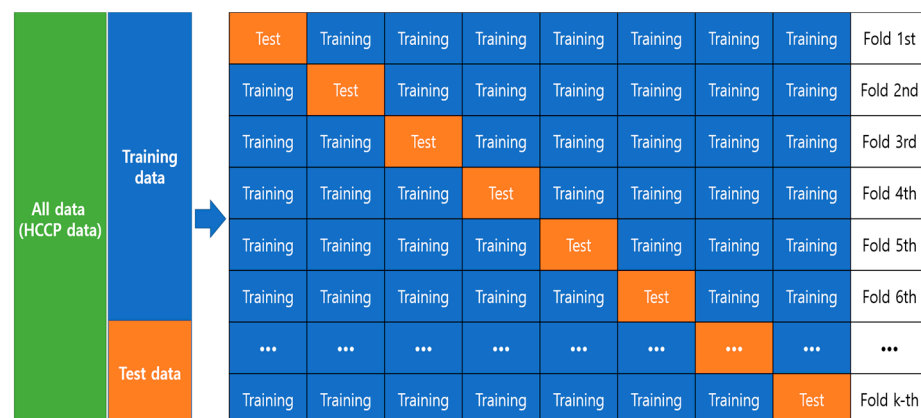 All data
(HCCP data)
Training
data
Test data
Test Training Training Training Training Training Training Training Fold 1st
Training Test Training Training Training Training Training Training Fold 2nd
Training Training Test Training Training Training Training Training Fold 3rd
Training Training Training Test Training Training Training Training Fold 4th
Training Training Training Training Test Training Training Training Fold 5th
Training Training Training Training Training Test Training Training Fold 6th
... ... ... ... ... ... ... ... ...
Training Training Training Training Training Training Training Test Fold k-th